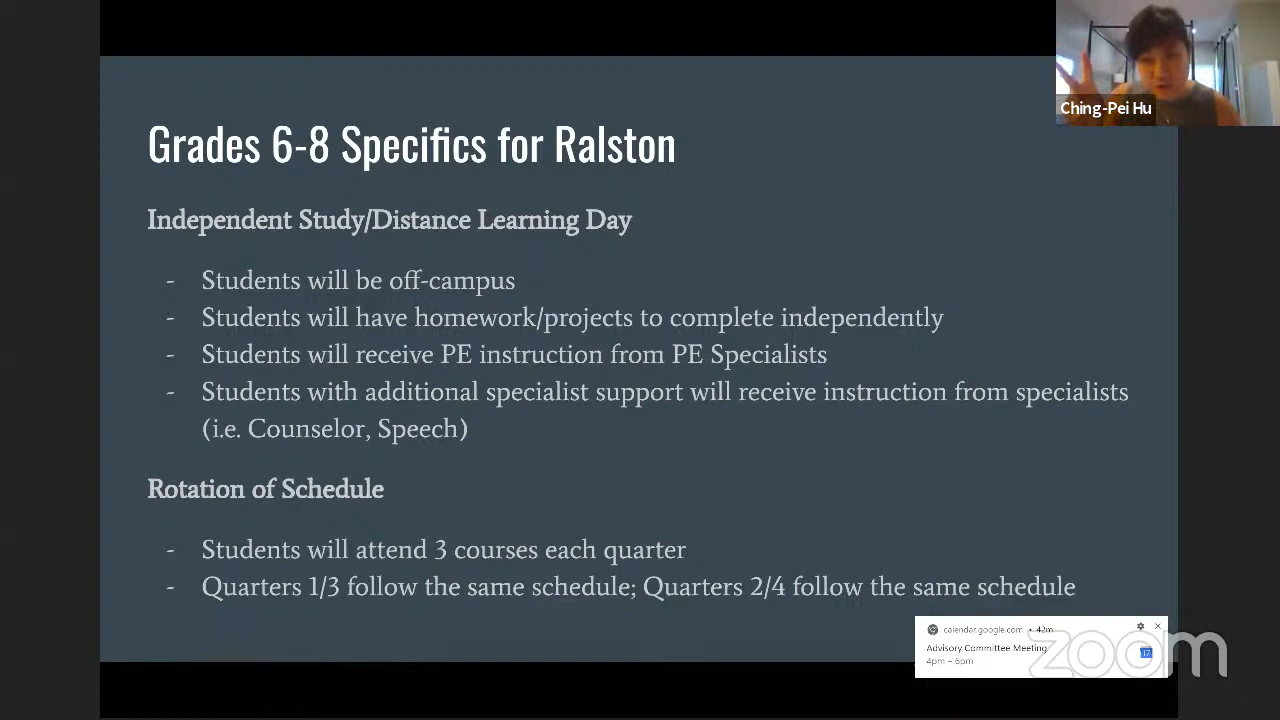 Ching-Pei Hu
Grades 6-8 Specifics for Ralston
Independent Study/Distance Learning Day
- Students will be off-campus
- Students will have homework/projects to complete independently
- Students will receive PE instruction from PE Specialists
- Students with additional specialist support will receive instruction from specialists
(i.e. Counselor, Speech)
Rotation of Schedule
- Students will attend 3 courses each quarter
- Quarters 1/3 follow the same schedule; Quarters 2/4 follow the same schedule
calendar.google.com • 42m
Advisory Committee Meeting
4pm – 6pm
17
zoom